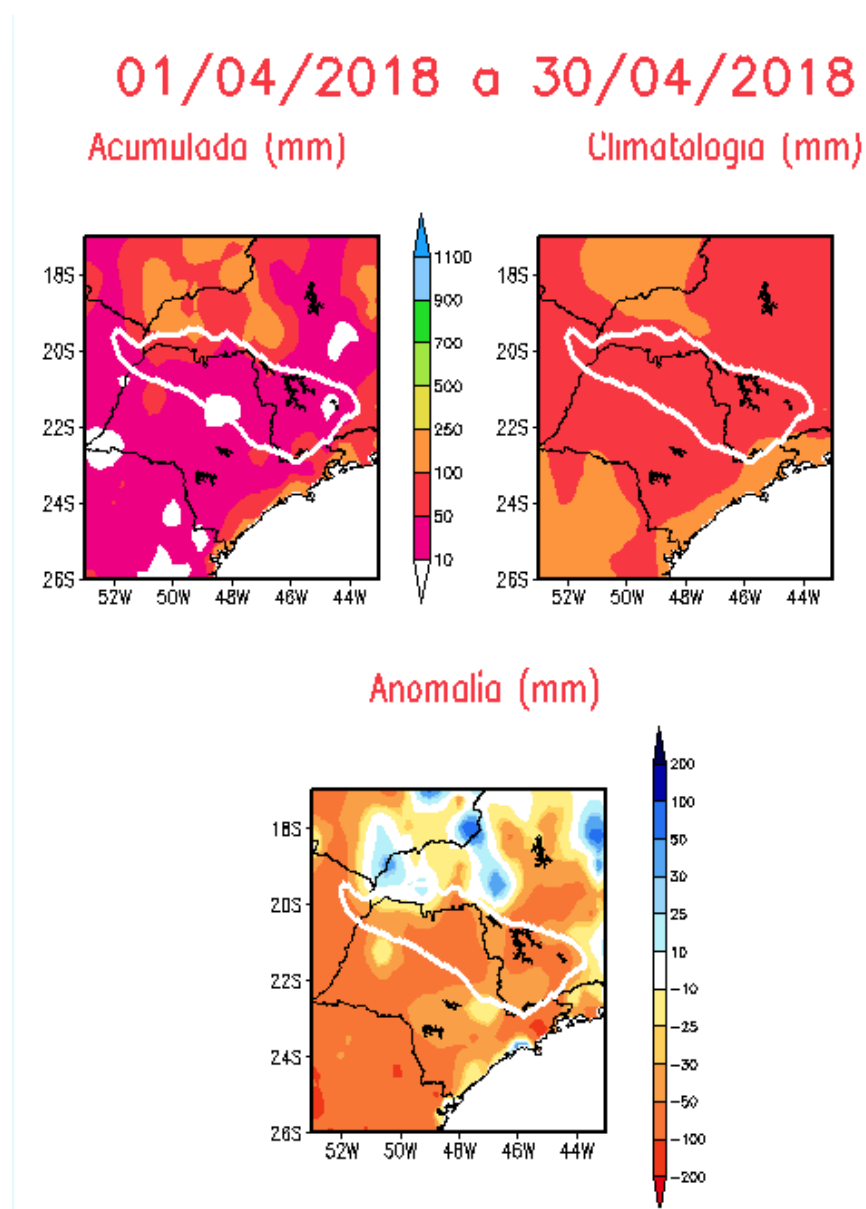 01/04/2018 a 30/04/2018
Acumulada (mm)
Climatologia (mm)
18S
20S
22S
24S
26S
52W 50W 48W 46W 44W
1100
900
700
500
250
100
50
10
18S
20S
22S
24S
26S
52W 50W 48W 46W 44W
Anomalia (mm)
18S
20S
22S
24S
26S
52W 50W 48W 46W 44W
200
100
50
30
25
10
-10
-25
-30
-50
-100
-200